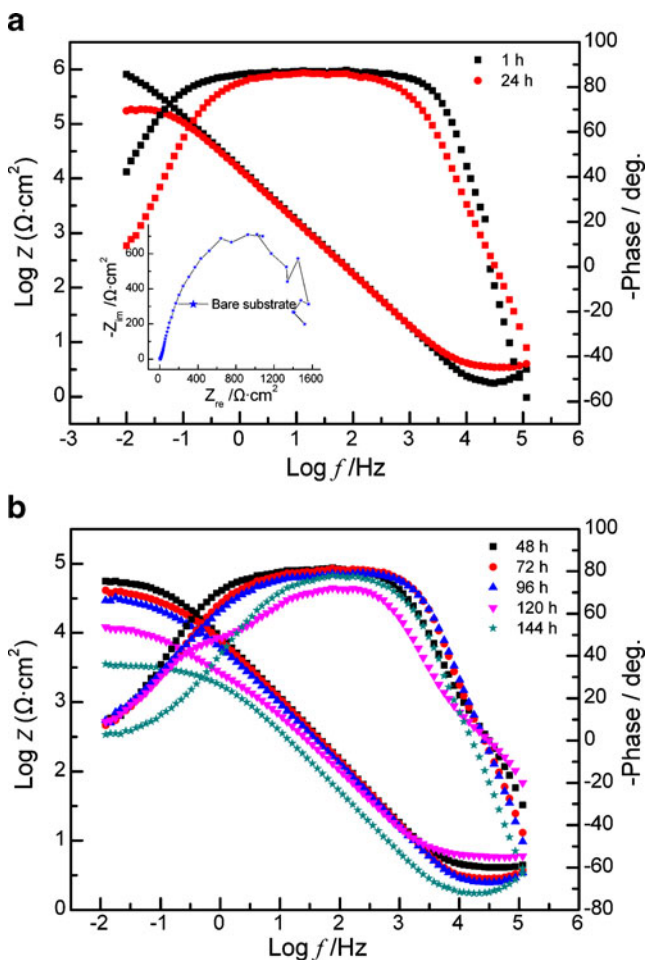 a
1 h
24 h
Log Z (Ω·cm²)
6
5
4
3
2
1
0
-Phase / deg.
100
80
60
40
20
0
-20
-40
-60
-Z_im /Ω·cm²
600
400
200
0
Bare substrate
0 400 800 1200 1600
Z_re /Ω·cm²
-3 -2 -1 0 1 2 3 4 5 6
Log f /Hz
b
48 h
72 h
96 h
120 h
144 h
Log Z (Ω·cm²)
5
4
3
2
1
0
-Phase / deg.
100
80
60
40
20
0
-20
-40
-60
-80
-2 -1 0 1 2 3 4 5 6
Log f /Hz